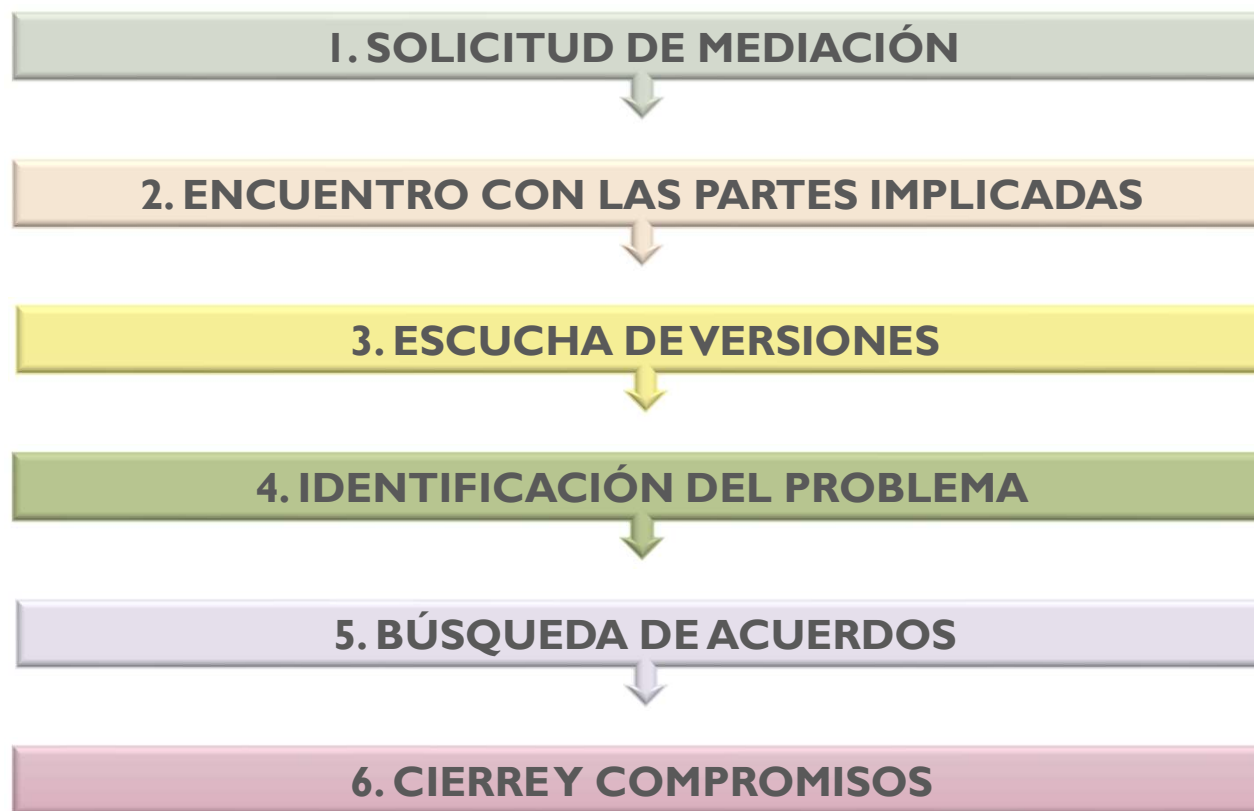 1. SOLICITUD DE MEDIACIÓN
2. ENCUENTRO CON LAS PARTES IMPLICADAS
3. ESCUCHA DE VERSIONES
4. IDENTIFICACIÓN DEL PROBLEMA
5. BÚSQUEDA DE ACUERDOS
6. CIERRE Y COMPROMISOS